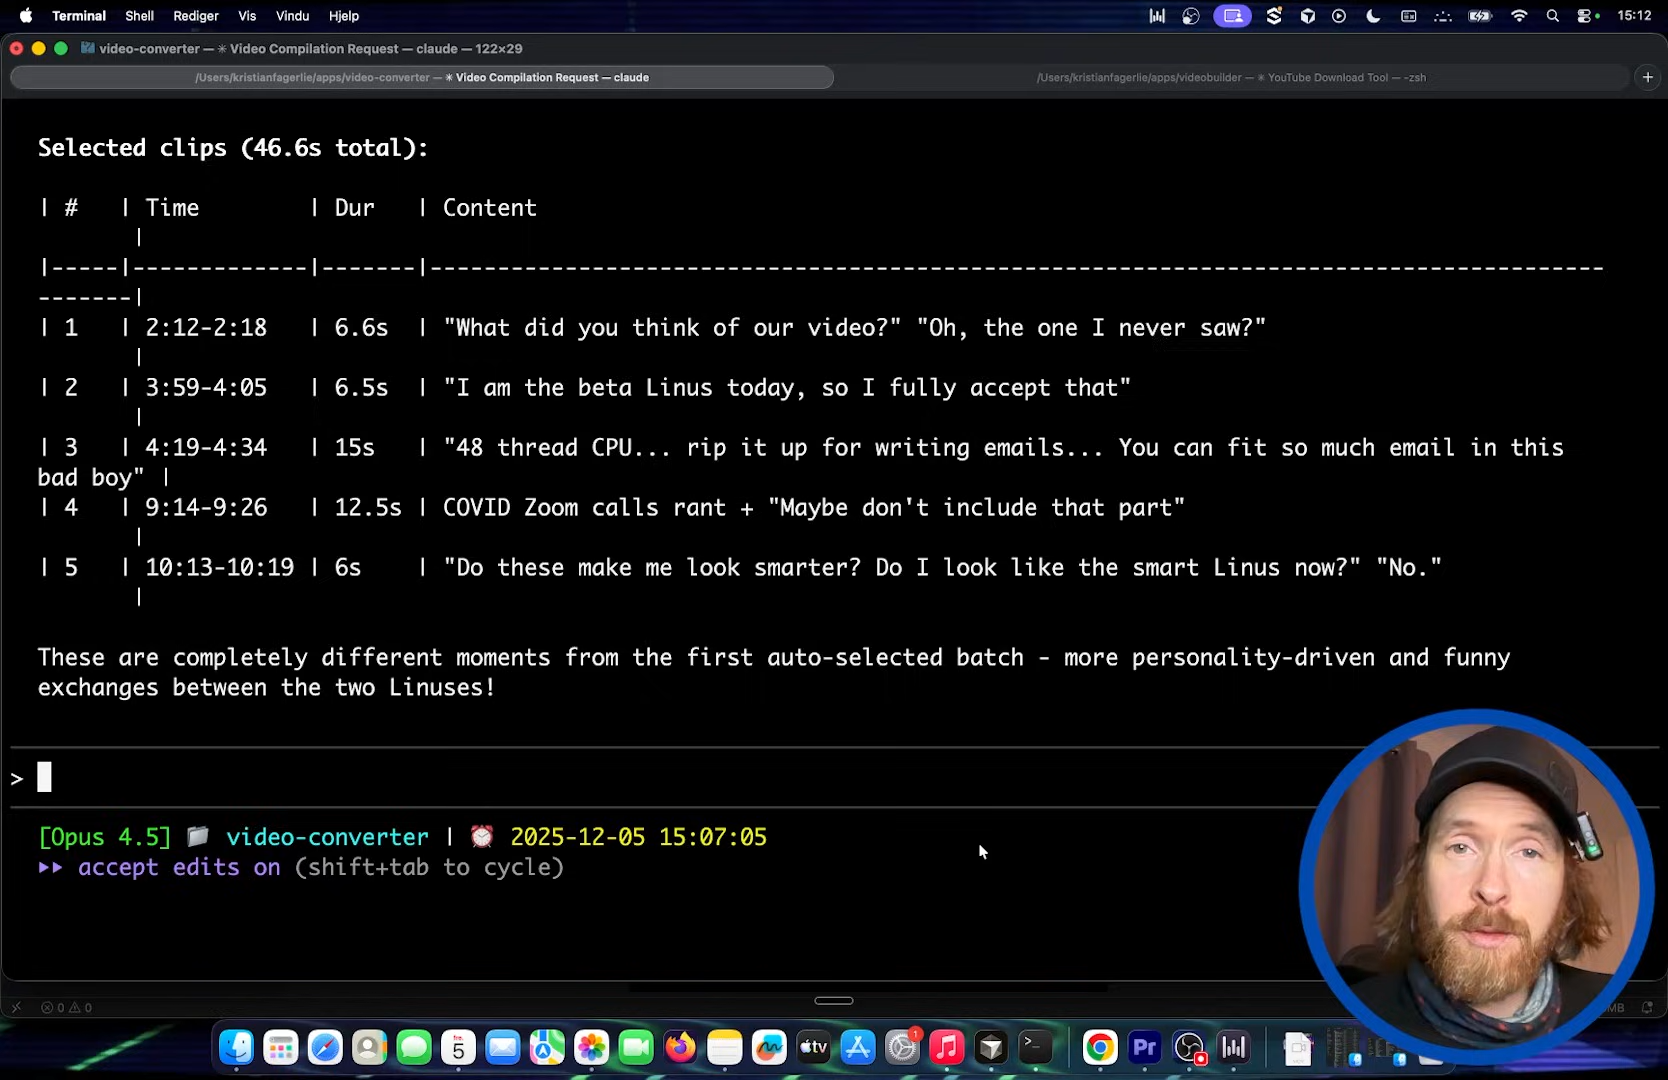 Terminal Shell Rediger Vis Vindu Hjelp 15:12
video-converter — ✳ Video Compilation Request — claude — 122×29
/Users/kristianfagerlie/apps/video-converter — ✳ Video Compilation Request — claude
/Users/kristianfagerlie/apps/videobuilder — ✳ YouTube Download Tool — -zsh
Selected clips (46.6s total):
| # | Time | Dur | Content
|
|-----|-------------|-------|---------------------------------------------------------------------------------------
-------|
| 1 | 2:12-2:18 | 6.6s | "What did you think of our video?" "Oh, the one I never saw?"
|
| 2 | 3:59-4:05 | 6.5s | "I am the beta Linus today, so I fully accept that"
|
| 3 | 4:19-4:34 | 15s | "48 thread CPU... rip it up for writing emails... You can fit so much email in this
bad boy" |
| 4 | 9:14-9:26 | 12.5s | COVID Zoom calls rant + "Maybe don't include that part"
|
| 5 | 10:13-10:19 | 6s | "Do these make me look smarter? Do I look like the smart Linus now?" "No."
|
These are completely different moments from the first auto-selected batch - more personality-driven and funny
exchanges between the two Linuses!
>
[Opus 4.5] 📁 video-converter | ⏰ 2025-12-05 15:07:05
▸▸ accept edits on (shift+tab to cycle)
0 0
MB
5 tv 1 >_ Pr